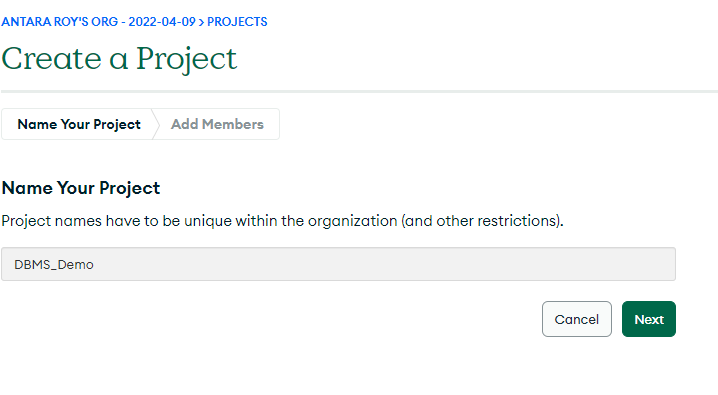 ANTARA ROY'S ORG - 2022-04-09 > PROJECTS
Create a Project
Name Your Project
Add Members
Name Your Project
Project names have to be unique within the organization (and other restrictions).
DBMS_Demo
Cancel
Next